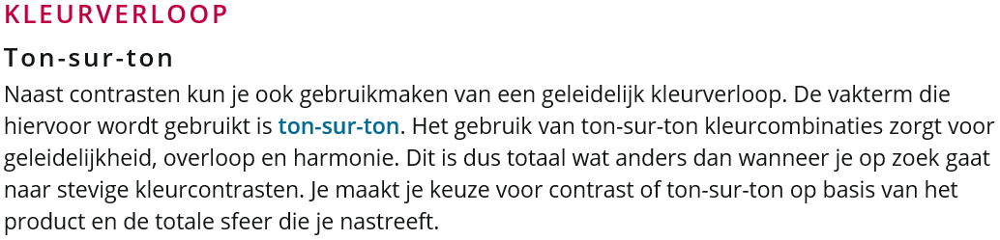 KLEURVERLOOP
Ton-sur-ton
Naast contrasten kun je ook gebruikmaken van een geleidelijk kleurverloop. De vakterm die
hiervoor wordt gebruikt is ton-sur-ton. Het gebruik van ton-sur-ton kleurcombinaties zorgt voor
geleidelijkheid, overloop en harmonie. Dit is dus totaal wat anders dan wanneer je op zoek gaat
naar stevige kleurcontrasten. Je maakt je keuze voor contrast of ton-sur-ton op basis van het
product en de totale sfeer die je nastreeft.